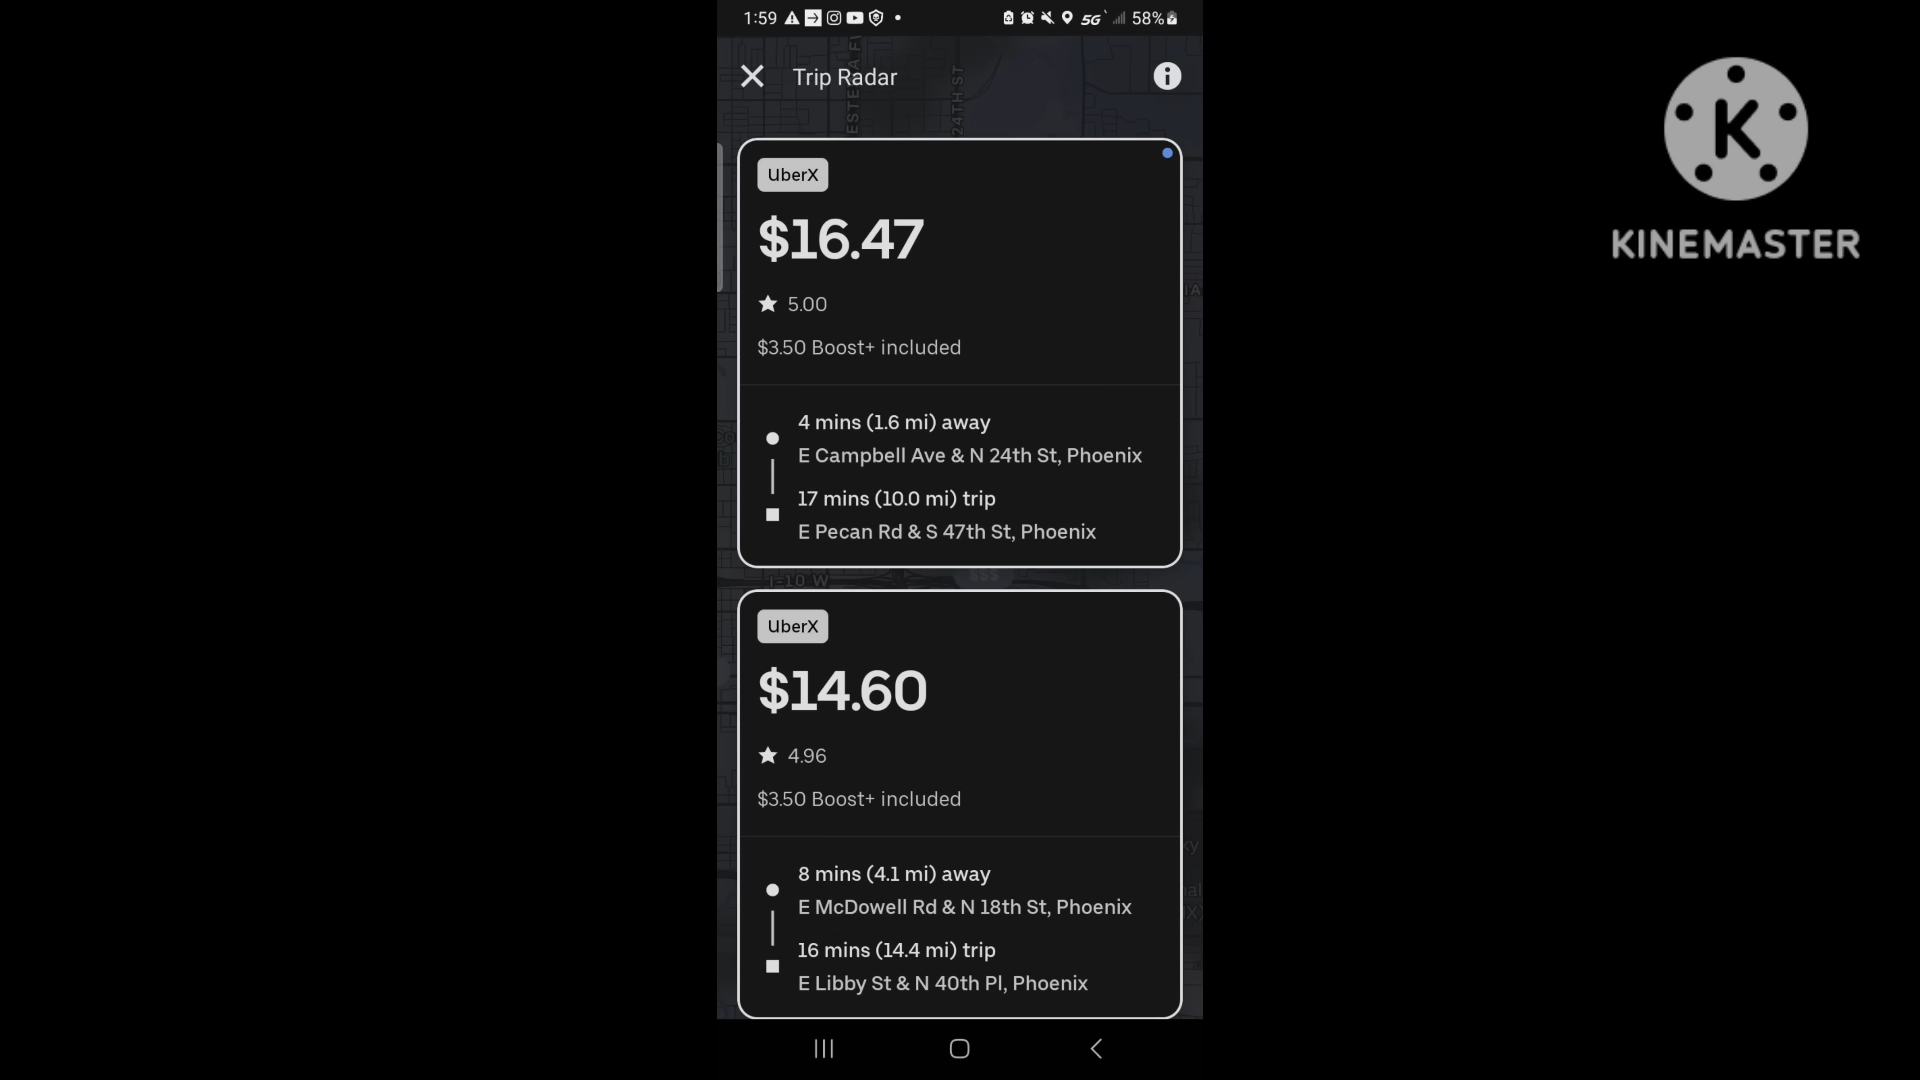 1:59
5G
58%
Trip Radar
24TH ST
UberX
$16.47
5.00
$3.50 Boost+ included
4 mins (1.6 mi) away
E Campbell Ave & N 24th St, Phoenix
17 mins (10.0 mi) trip
E Pecan Rd & S 47th St, Phoenix
I-10 W
$$$
UberX
$14.60
4.96
$3.50 Boost+ included
8 mins (4.1 mi) away
E McDowell Rd & N 18th St, Phoenix
16 mins (14.4 mi) trip
E Libby St & N 40th Pl, Phoenix
K
KINEMASTER